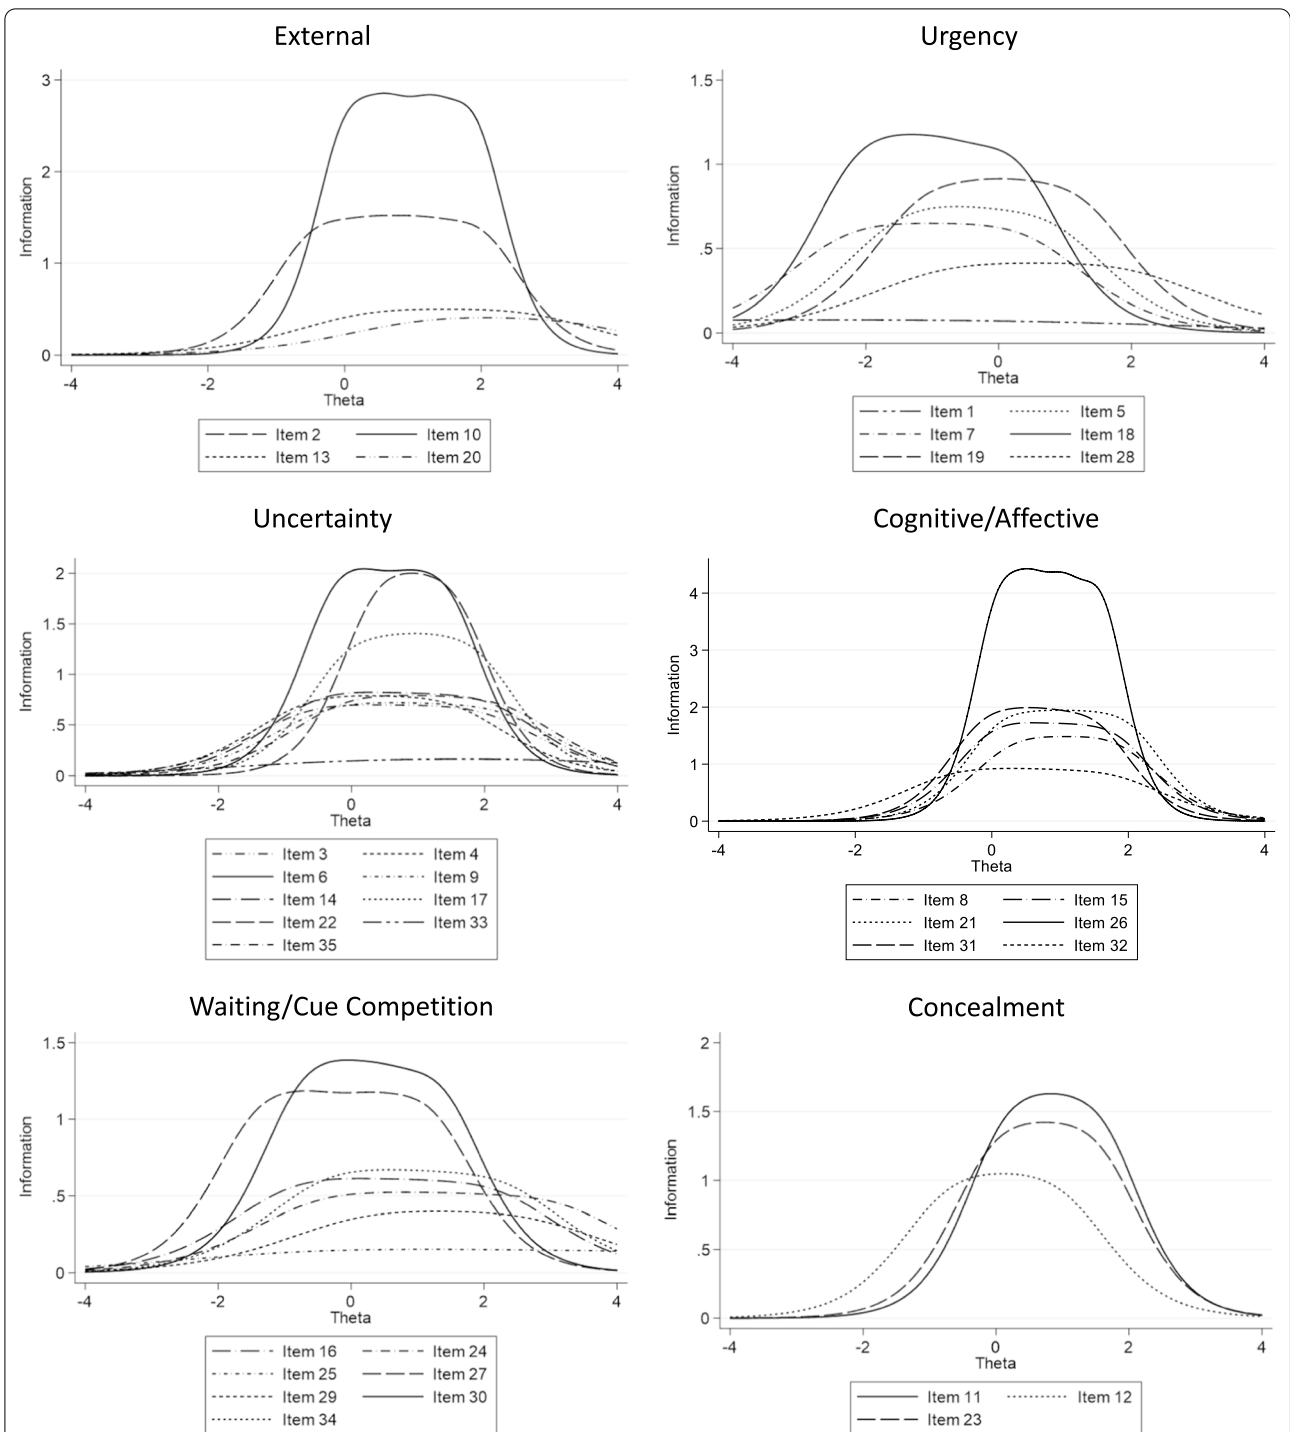 External
3
2
1
0
Information
-4
-2
0
2
4
Theta
Item 2
Item 10
Item 13
Item 20
Urgency
1.5
1
.5
0
Information
-4
-2
0
2
4
Theta
Item 1
Item 5
Item 7
Item 18
Item 19
Item 28
Uncertainty
2
1.5
1
.5
0
Information
-4
-2
0
2
4
Theta
Item 3
Item 4
Item 6
Item 9
Item 14
Item 17
Item 22
Item 33
Item 35
Cognitive/Affective
4
3
2
1
0
Information
-4
-2
0
2
4
Theta
Item 8
Item 15
Item 21
Item 26
Item 31
Item 32
Waiting/Cue Competition
1.5
1
.5
0
Information
-4
-2
0
2
4
Theta
Item 16
Item 24
Item 25
Item 27
Item 29
Item 30
Item 34
Concealment
2
1.5
1
.5
0
Information
-4
-2
0
2
4
Theta
Item 11
Item 12
Item 23